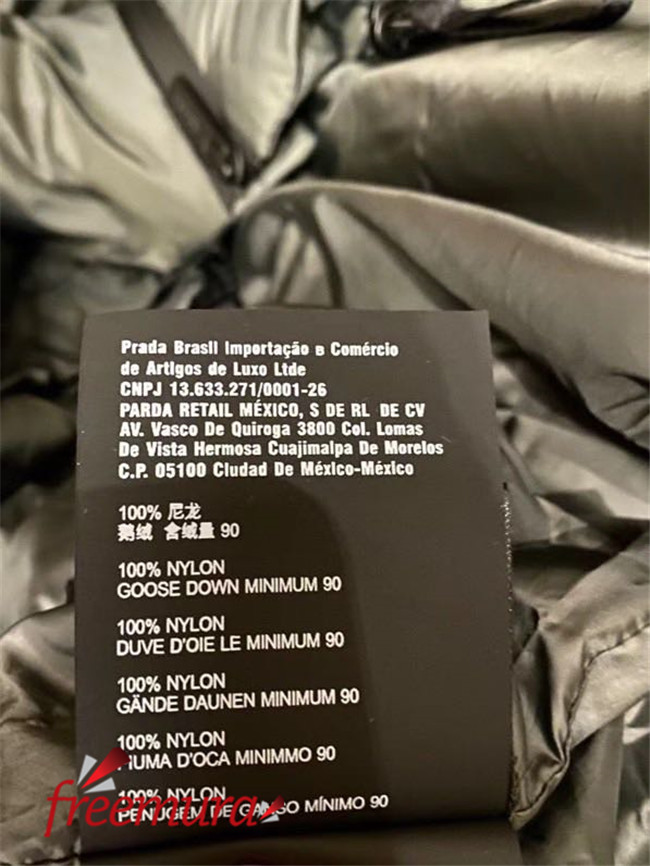 Prada Brasil Importação e Comércio
de Artigos de Luxo Ltde
CNPJ 13.633.271/0001-26
PARDA RETAIL MÉXICO, S DE RL DE CV
AV. Vasco De Quiroga 3800 Col. Lomas
De Vista Hermosa Cuajimalpa De Morelos
C.P. 05100 Ciudad De México-México
100% 尼龙
鹅绒 含绒量 90
100% NYLON
GOOSE DOWN MINIMUM 90
100% NYLON
DUVE D'OIE LE MINIMUM 90
100% NYLON
GÄNDE DAUNEN MINIMUM 90
100% NYLON
PIUMA D'OCA MINIMMO 90
100% NYLON
PENUGEM DE GANSO MÍNIMO 90
freemura